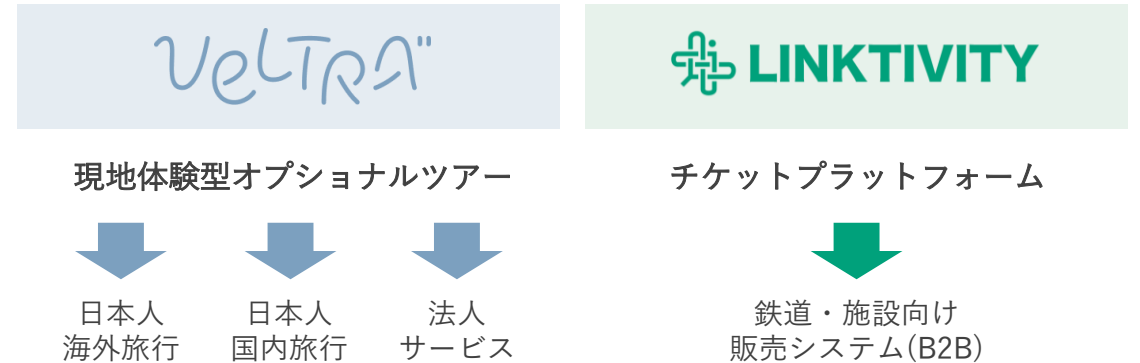 VELTRA
LINKTIVITY
現地体験型オプショナルツアー
チケットプラットフォーム
日本人
海外旅行
日本人
国内旅行
法人
サービス
鉄道・施設向け
販売システム(B2B)